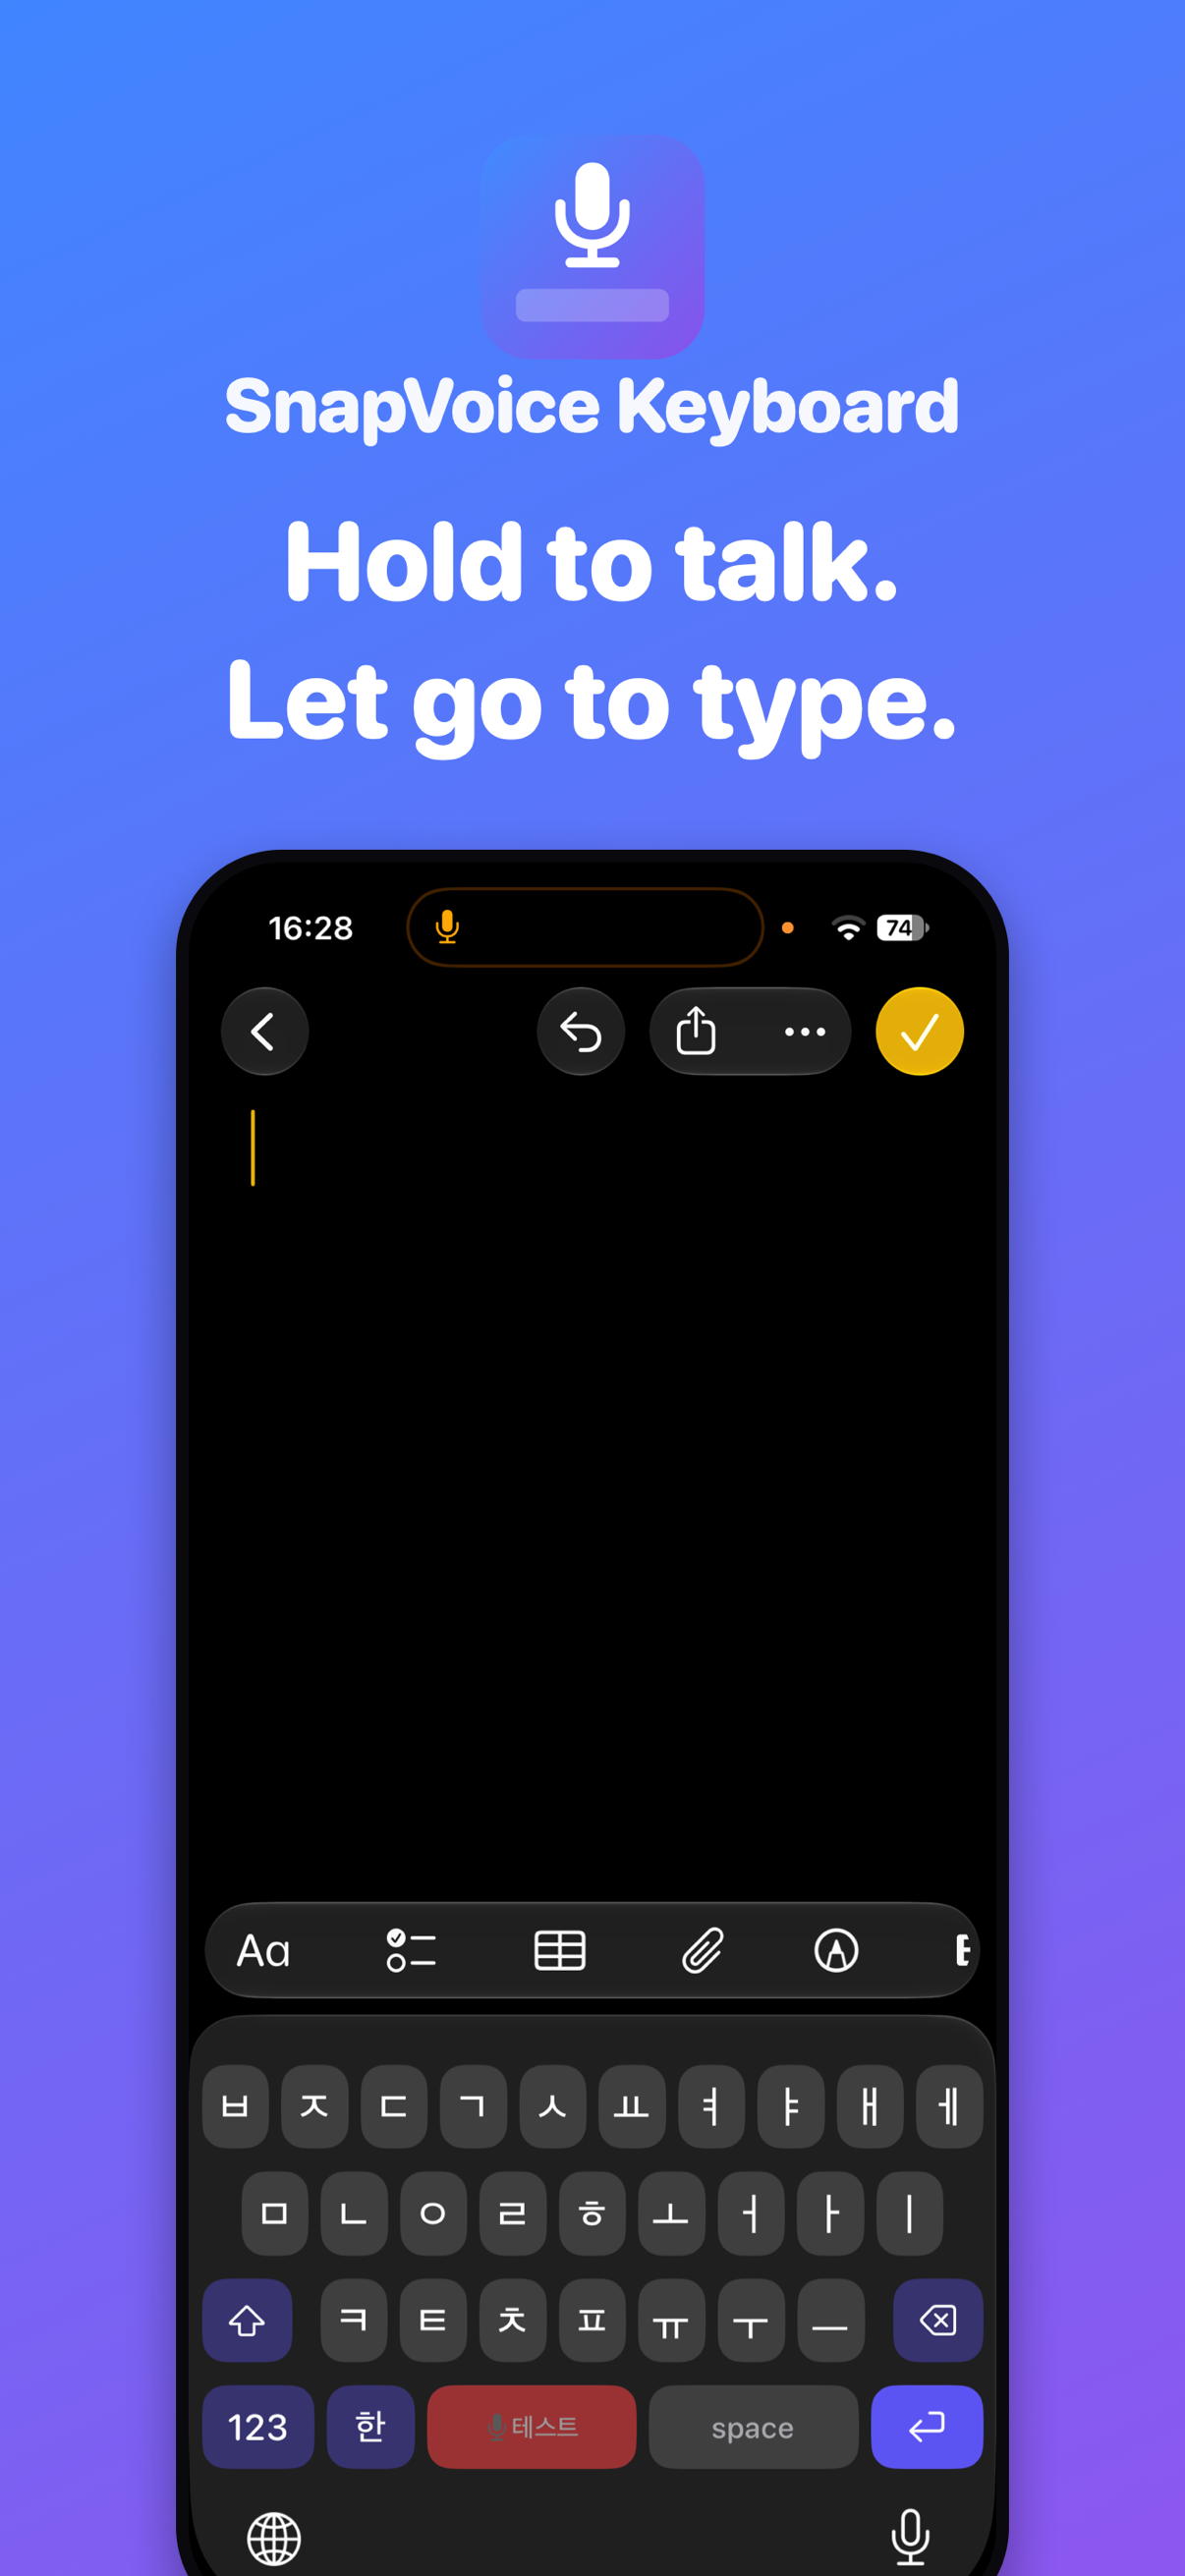 SnapVoice Keyboard
Hold to talk.
Let go to type.
16:28 74
Aa
ㅂ ㅈ ㄷ ㄱ ㅅ ㅛ ㅕ ㅑ ㅐ ㅔ
ㅁ ㄴ ㅇ ㄹ ㅎ ㅗ ㅓ ㅏ ㅣ
ㅋ ㅌ ㅊ ㅍ ㅠ ㅜ ㅡ
123 한 테스트 space